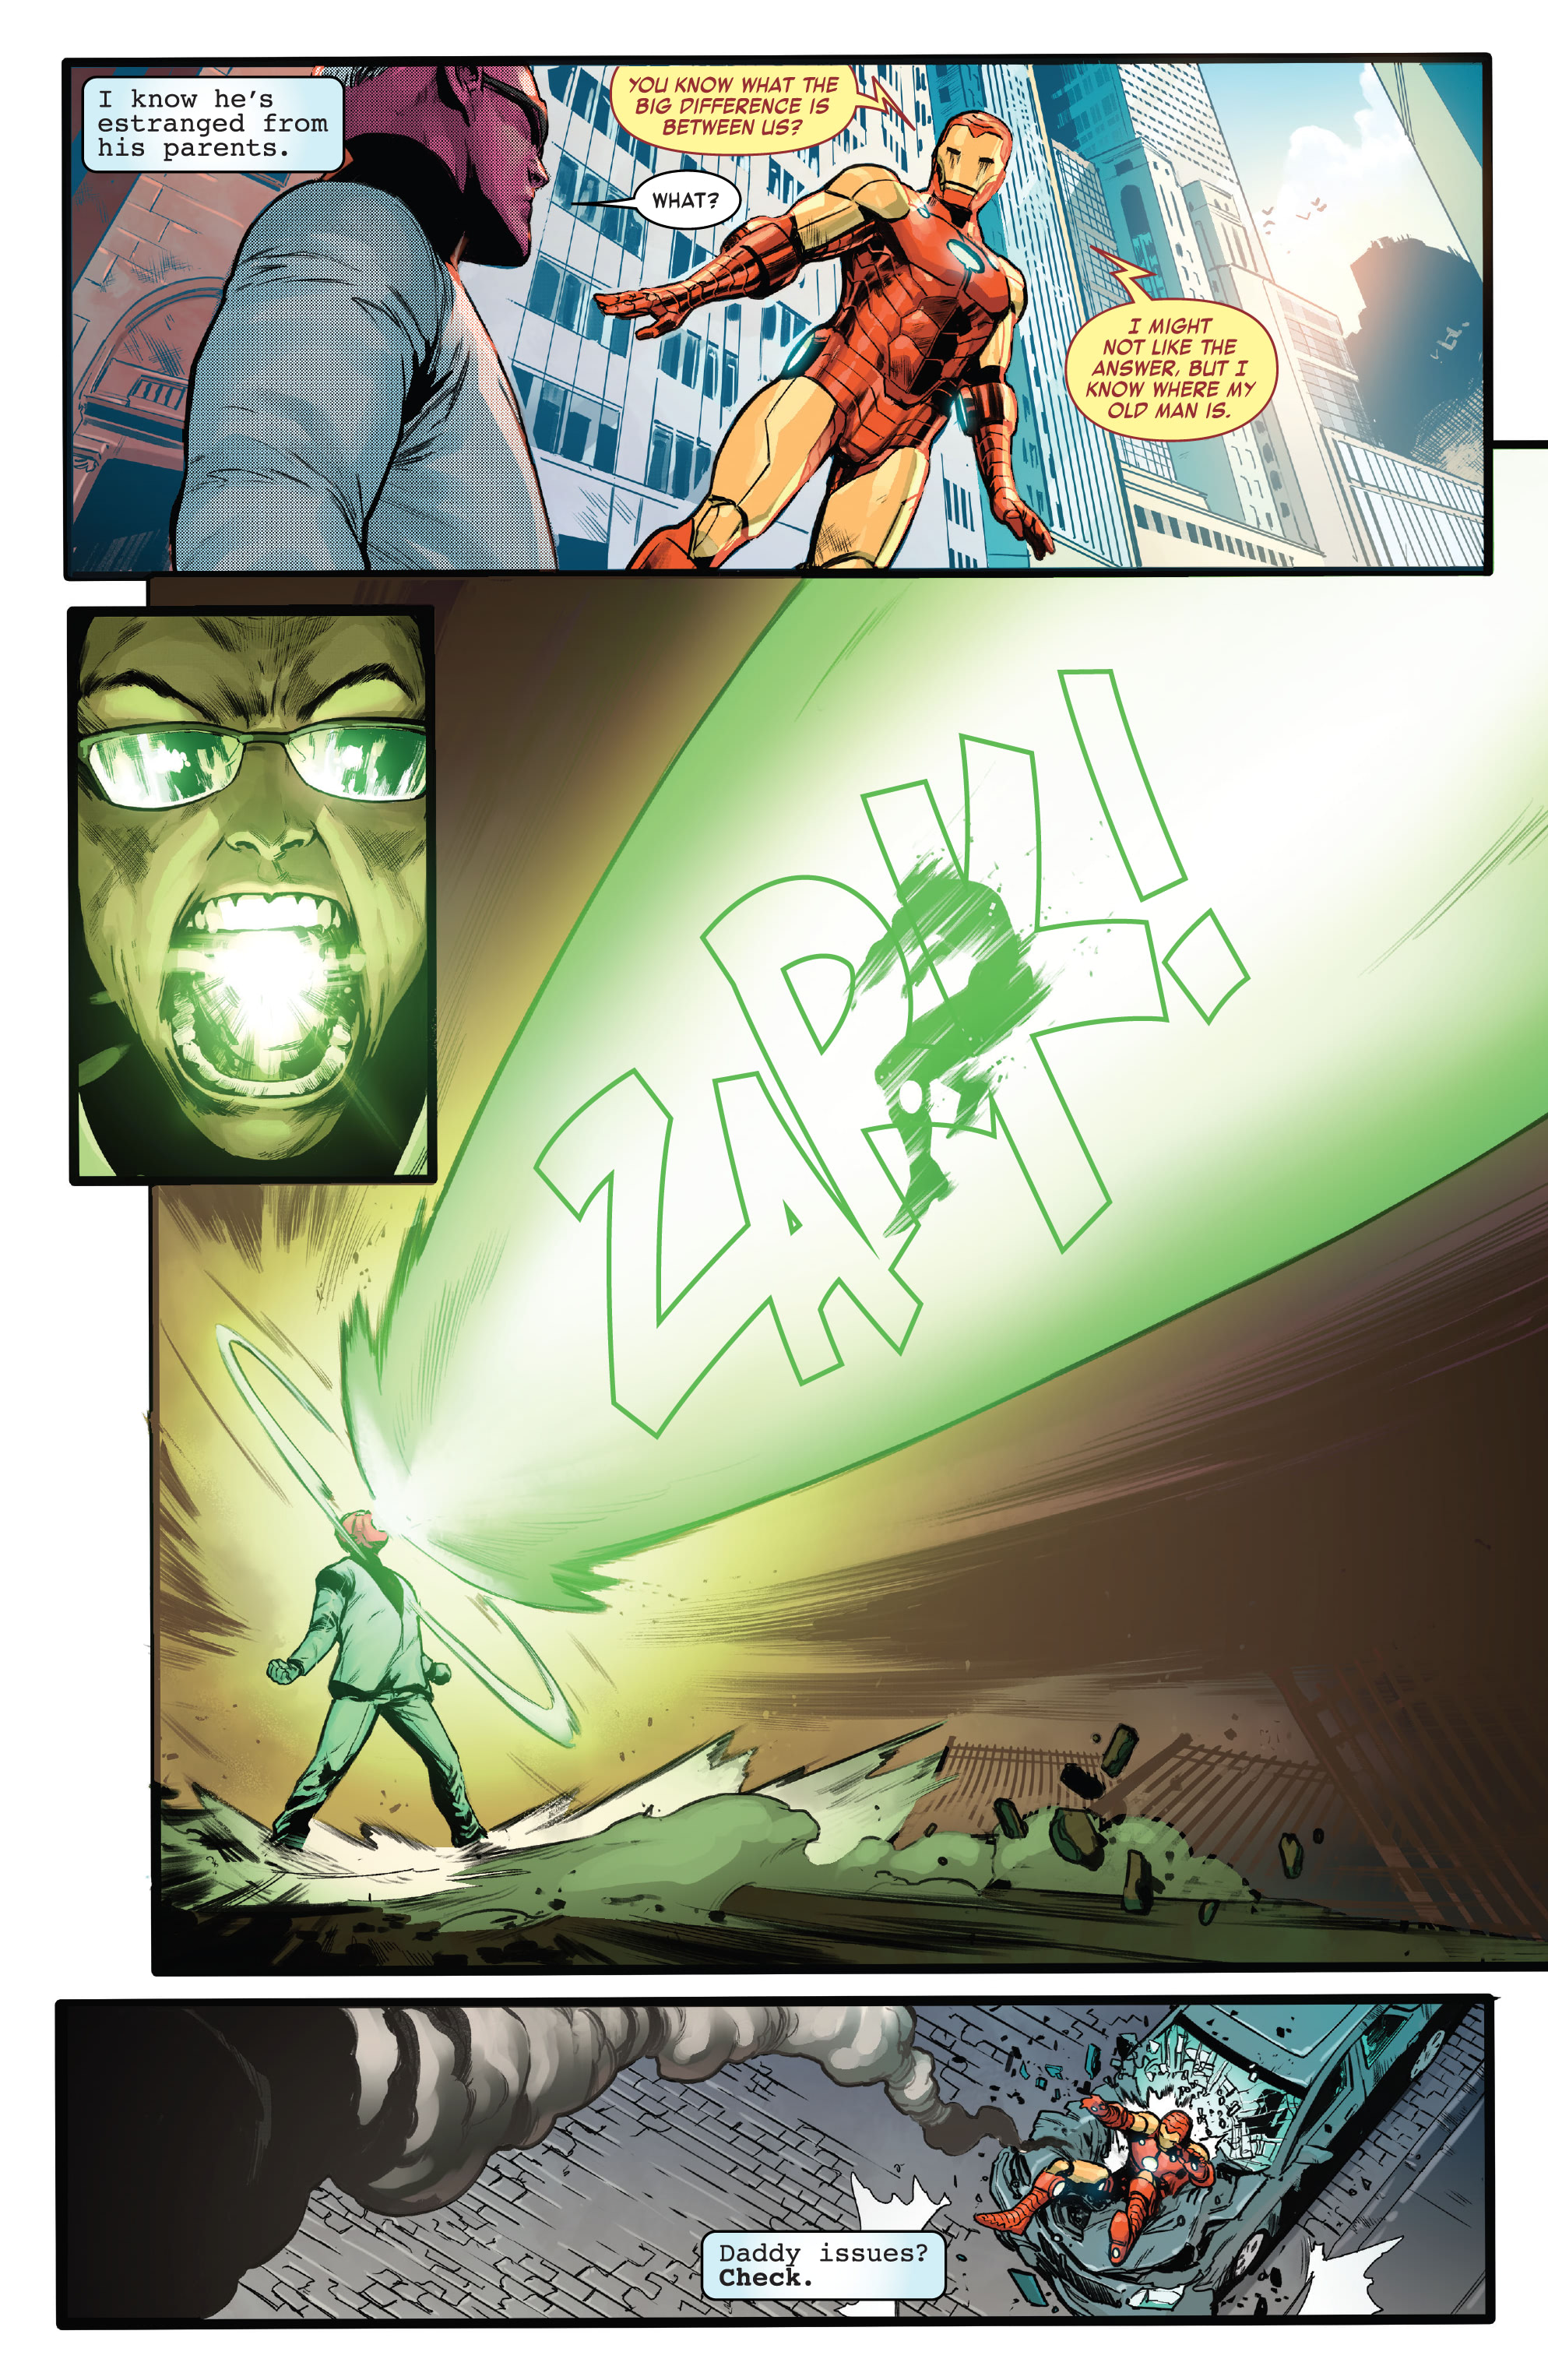 I know he's
estranged from
his parents.
YOU KNOW WHAT THE
BIG DIFFERENCE IS
BETWEEN US?
WHAT?
I MIGHT
NOT LIKE THE
ANSWER, BUT I
KNOW WHERE MY
OLD MAN IS.
ZARK!
Daddy issues?
Check.